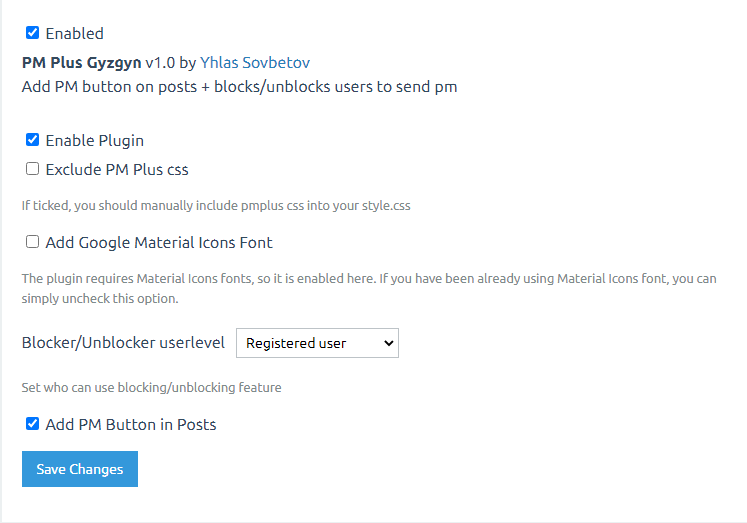 Enabled
PM Plus Gyzgyn v1.0 by Yhlas Sovbetov
Add PM button on posts + blocks/unblocks users to send pm
Enable Plugin
Exclude PM Plus css
If ticked, you should manually include pmplus css into your style.css
Add Google Material Icons Font
The plugin requires Material Icons fonts, so it is enabled here. If you have been already using Material Icons font, you can
simply uncheck this option.
Blocker/Unblocker userlevel Registered user
Set who can use blocking/unblocking feature
Add PM Button in Posts
Save Changes